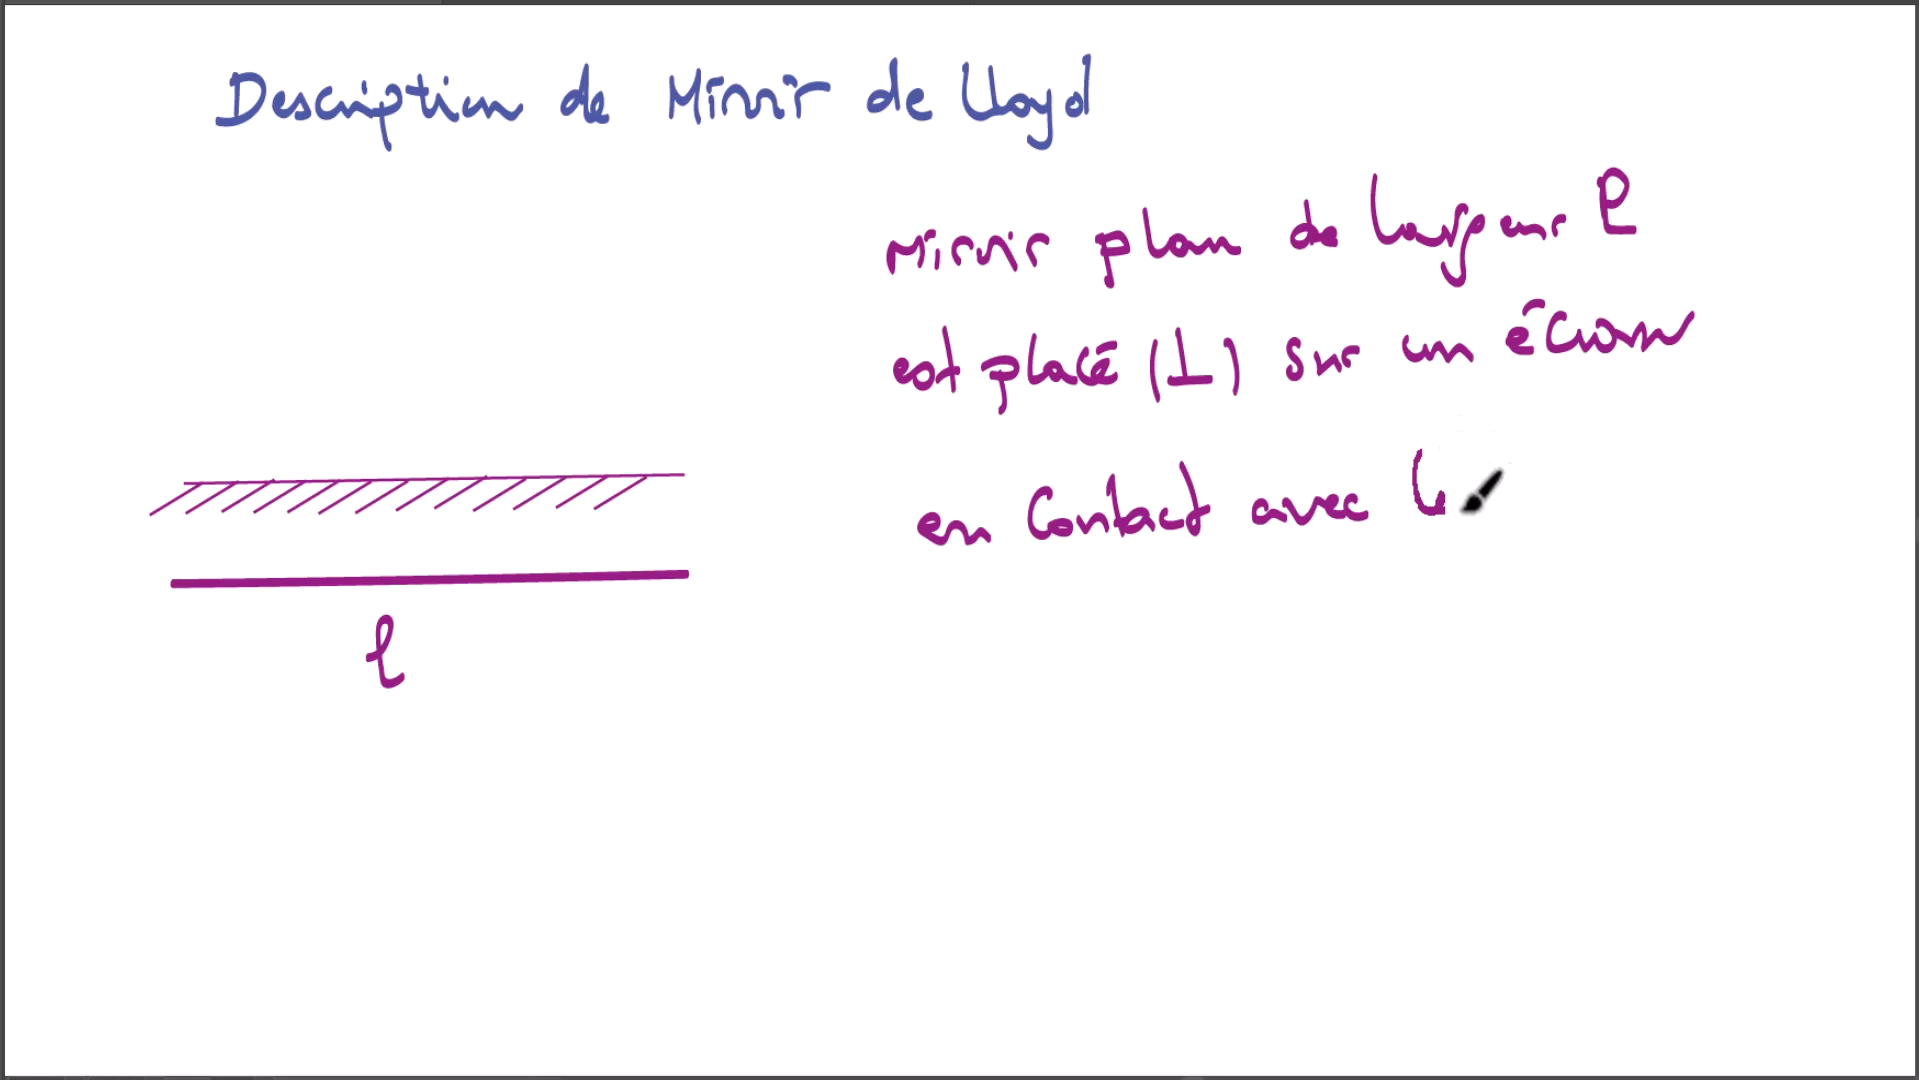 Description de Miroir de Lloyd
Miroir plan de largeur l
est placé (⊥) sur un écran
en Contact avec le
l